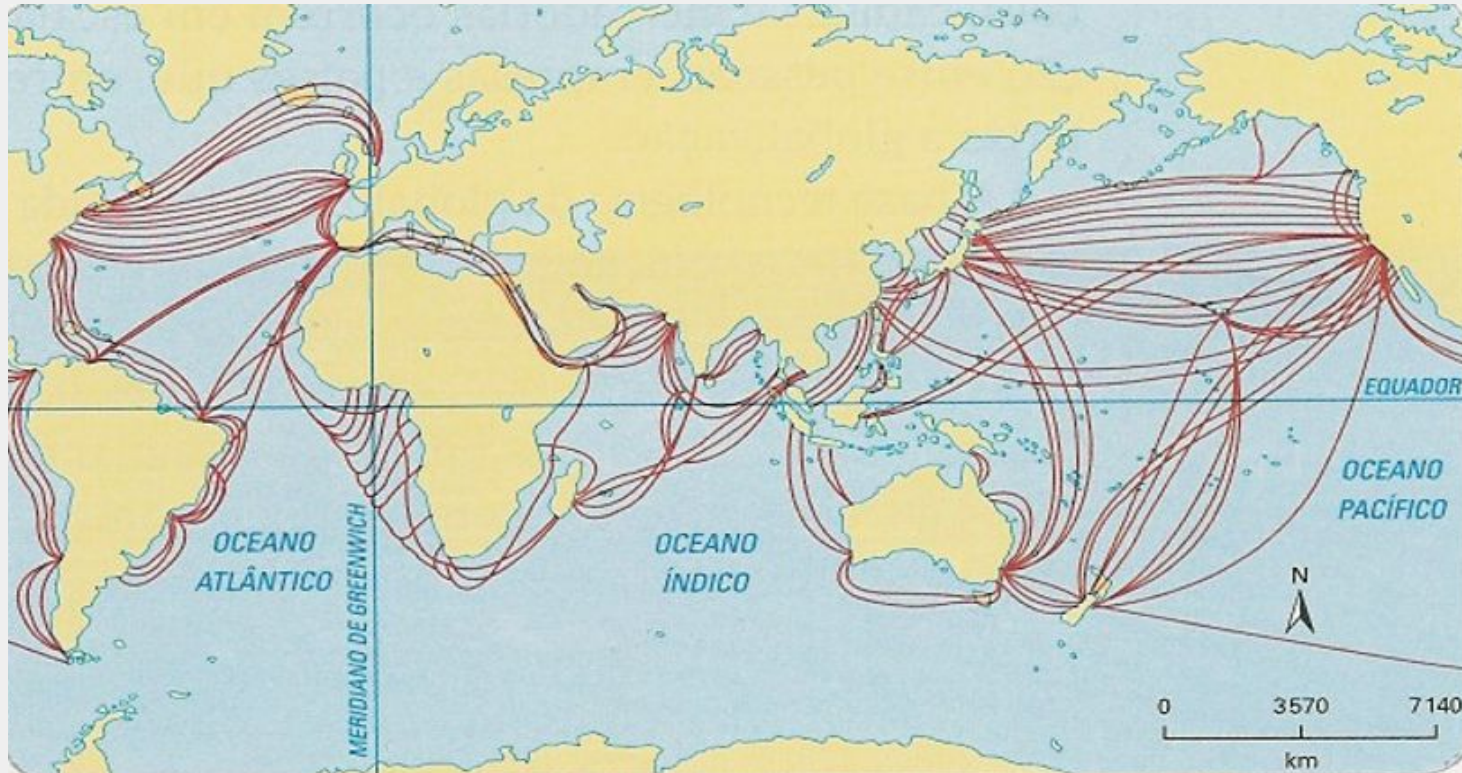 EQUADOR
OCEANO
PACÍFICO
OCEANO
ATLÂNTICO
OCEANO
ÍNDICO
MERIDIANO DE GREENWICH
N
0 3570 7140
km